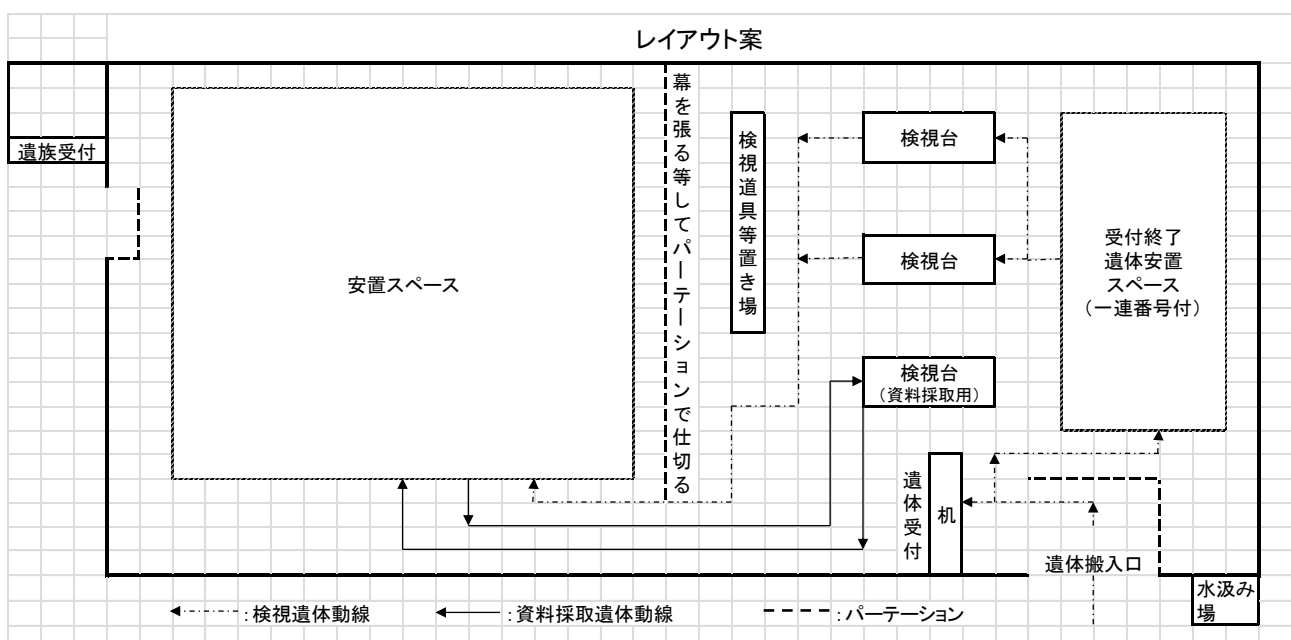 レイアウト案
遺族受付
安置スペース
幕を張る等してパーテーションで仕切る
検視道具等置き場
検視台
検視台
検視台
（資料採取用）
受付終了
遺体安置
スペース
（一連番号付）
遺体受付
机
遺体搬入口
水汲み
場
：検視遺体動線
：資料採取遺体動線
：パーテーション